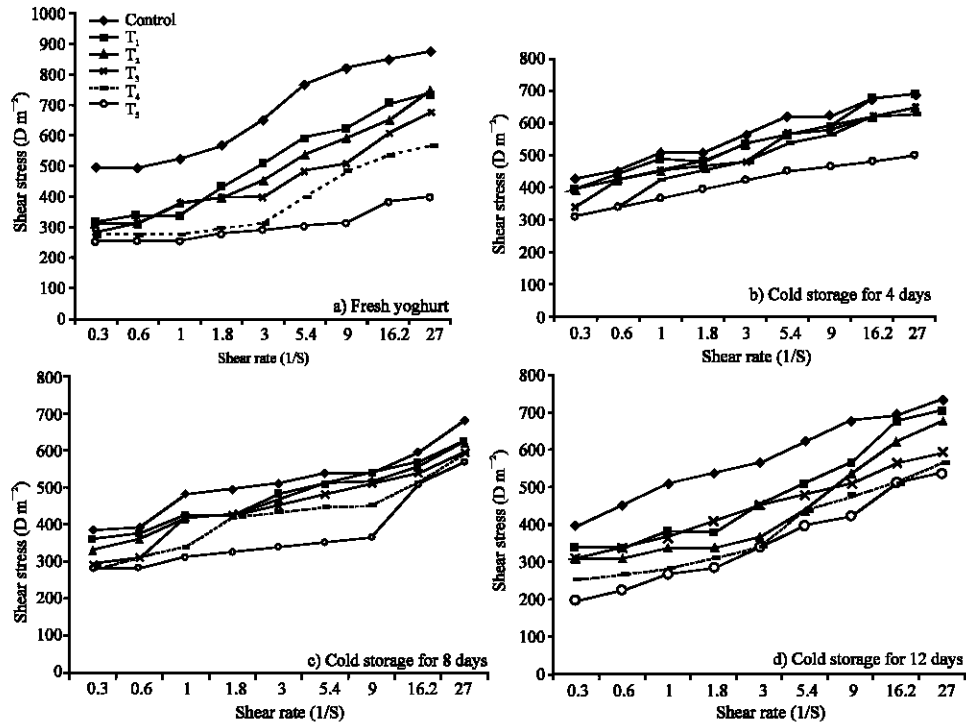 1000
900
800
700
600
500
400
300
200
100
0
Shear stress (D m⁻²)
Control
T₁
T₂
T₃
T₄
T₅
a) Fresh yoghurt
0.3 0.6 1 1.8 3 5.4 9 16.2 27
Shear rate (1/S)
800
700
600
500
400
300
200
100
0
Shear stress (D m⁻²)
b) Cold storage for 4 days
0.3 0.6 1 1.8 3 5.4 9 16.2 27
Shear rate (1/S)
800
700
600
500
400
300
200
100
0
Shear stress (D m⁻²)
c) Cold storage for 8 days
0.3 0.6 1 1.8 3 5.4 9 16.2 27
Shear rate (1/S)
800
700
600
500
400
300
200
100
0
Shear stress (D m⁻²)
d) Cold storage for 12 days
0.3 0.6 1 1.8 3 5.4 9 16.2 27
Shear rate (1/S)